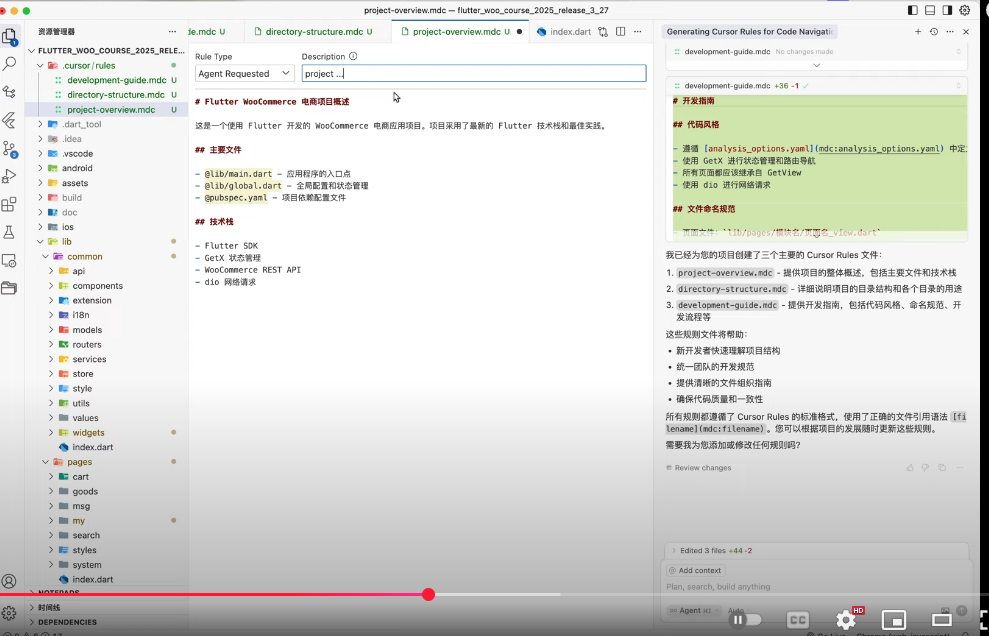 project-overview.mdc — flutter_woo_course_2025_release_3_27
资源管理器
de.mdc U
directory-structure.mdc U
project-overview.mdc U
index.dart
Generating Cursor Rules for Code Navigatic
FLUTTER_WOO_COURSE_2025_RELE...
.cursor/rules
development-guide.mdc U
directory-structure.mdc U
project-overview.mdc U
.dart_tool
.idea
.vscode
android
assets
build
doc
ios
lib
common
api
components
extension
i18n
models
routers
services
store
style
utils
values
widgets
index.dart
pages
cart
goods
msg
my
search
styles
system
index.dart
NOTEPADS
时间线
DEPENDENCIES
Rule Type
Description
Agent Requested
project ...
# Flutter WooCommerce 电商项目概述
这是一个使用 Flutter 开发的 WooCommerce 电商应用项目。项目采用了最新的 Flutter 技术栈和最佳实践。
## 主要文件
- @lib/main.dart - 应用程序的入口点
- @lib/global.dart - 全局配置和状态管理
- @pubspec.yaml - 项目依赖配置文件
## 技术栈
- Flutter SDK
- GetX 状态管理
- WooCommerce REST API
- dio 网络请求
development-guide.mdc No changes made
development-guide.mdc +36 -1
# 开发指南
## 代码风格
- 遵循 [analysis_options.yaml](mdc:analysis_options.yaml) 中定
- 使用 GetX 进行状态管理和路由导航
- 所有页面都应该继承自 GetView
- 使用 dio 进行网络请求
## 文件命名规范
- 页面文件：`lib/pages/模块名/页面名_view.dart`
我已经为您的项目创建了三个主要的 Cursor Rules 文件：
1. project-overview.mdc - 提供项目的整体概述，包括主要文件和技术栈
2. directory-structure.mdc - 详细说明项目的目录结构和各个目录的用途
3. development-guide.mdc - 提供开发指南，包括代码风格、命名规范、开
发流程等
这些规则文件将帮助：
• 新开发者快速理解项目结构
• 统一团队的开发规范
• 提供清晰的文件组织指南
• 确保代码质量和一致性
所有规则都遵循了 Cursor Rules 的标准格式，使用了正确的文件引用语法 [fi
lename](mdc:filename)。您可以根据项目的发展随时更新这些规则。
需要我为您添加或修改任何规则吗？
Review changes
Edited 3 files +44 -2
@ Add context
Plan, search, build anything
Agent
Auto
CC
HD